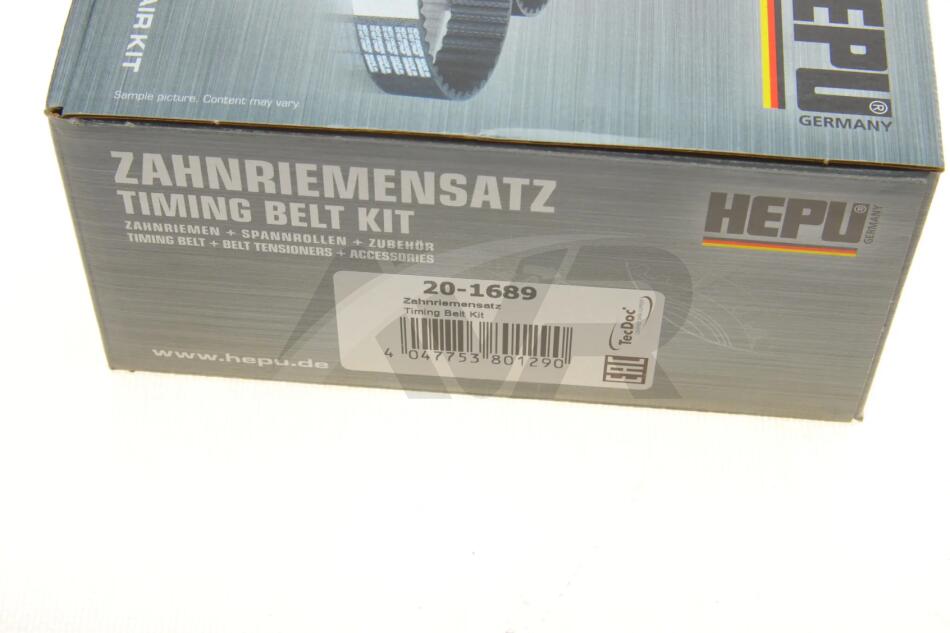 AIR KIT
Sample picture. Content may vary
HEPU®
GERMANY
ZAHNRIEMENSATZ
TIMING BELT KIT
ZAHNRIEMEN + SPANNROLLEN + ZUBEHÖR
TIMING BELT + BELT TENSIONERS + ACCESSORIES
HEPU®
GERMANY
20-1689
Zahnriemensatz
Timing Belt Kit
TecDoc
4 047753 801290
EAC
www.hepu.de